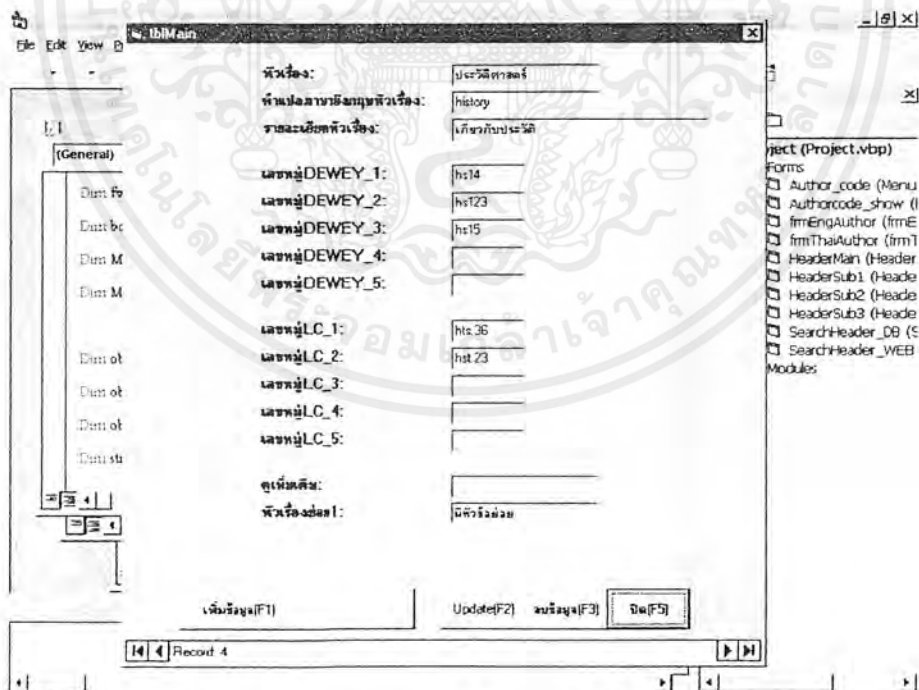 tblMain
File Edit View
(General)
Dim
Dim
Dim M
Dim M
Dim ob
Dim ob
Dim ob
Dim str
หัวเรื่อง: ประวัติศาสตร์
คำแปลภาษาอังกฤษหัวเรื่อง: history
รายละเอียดหัวเรื่อง: เกี่ยวกับประวัติ
เลขหมู่DEWEY_1: hs14
เลขหมู่DEWEY_2: hs123
เลขหมู่DEWEY_3: hs15
เลขหมู่DEWEY_4:
เลขหมู่DEWEY_5:
เลขหมู่LC_1: hts.36
เลขหมู่LC_2: hst.23
เลขหมู่LC_3:
เลขหมู่LC_4:
เลขหมู่LC_5:
ดูเพิ่มเติม:
หัวเรื่องย่อย1: มีหัวข้อย่อย
เพิ่มข้อมูล(F1) Update(F2) ลบข้อมูล(F3) ปิด(F5)
Record: 4
ject (Project.vbp)
Forms
Author_code (Menu
Authorcode_show (
frmEngAuthor (frmE
frmThaiAuthor (frmT
HeaderMain (Header
HeaderSub1 (Heade
HeaderSub2 (Heade
HeaderSub3 (Heade
SearchHeader_DB (S
SearchHeader_WEB
Modules